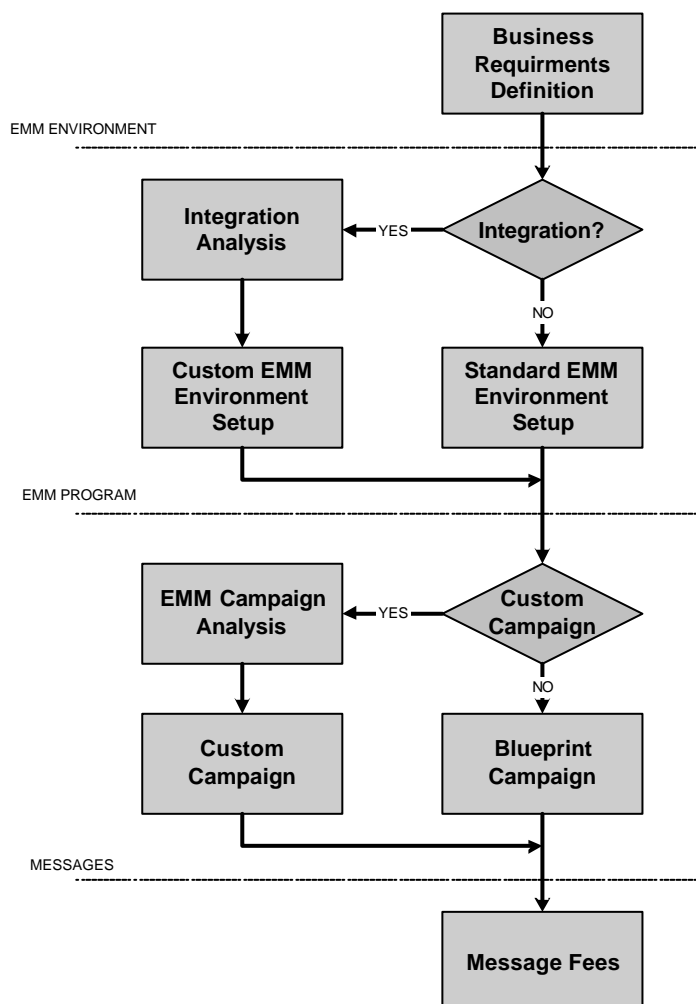 Business
Requirments
Definition
EMM ENVIRONMENT
Integration
Analysis
YES
Integration?
NO
Custom EMM
Environment
Setup
Standard EMM
Environment
Setup
EMM PROGRAM
EMM Campaign
Analysis
YES
Custom
Campaign
NO
Custom
Campaign
Blueprint
Campaign
MESSAGES
Message Fees